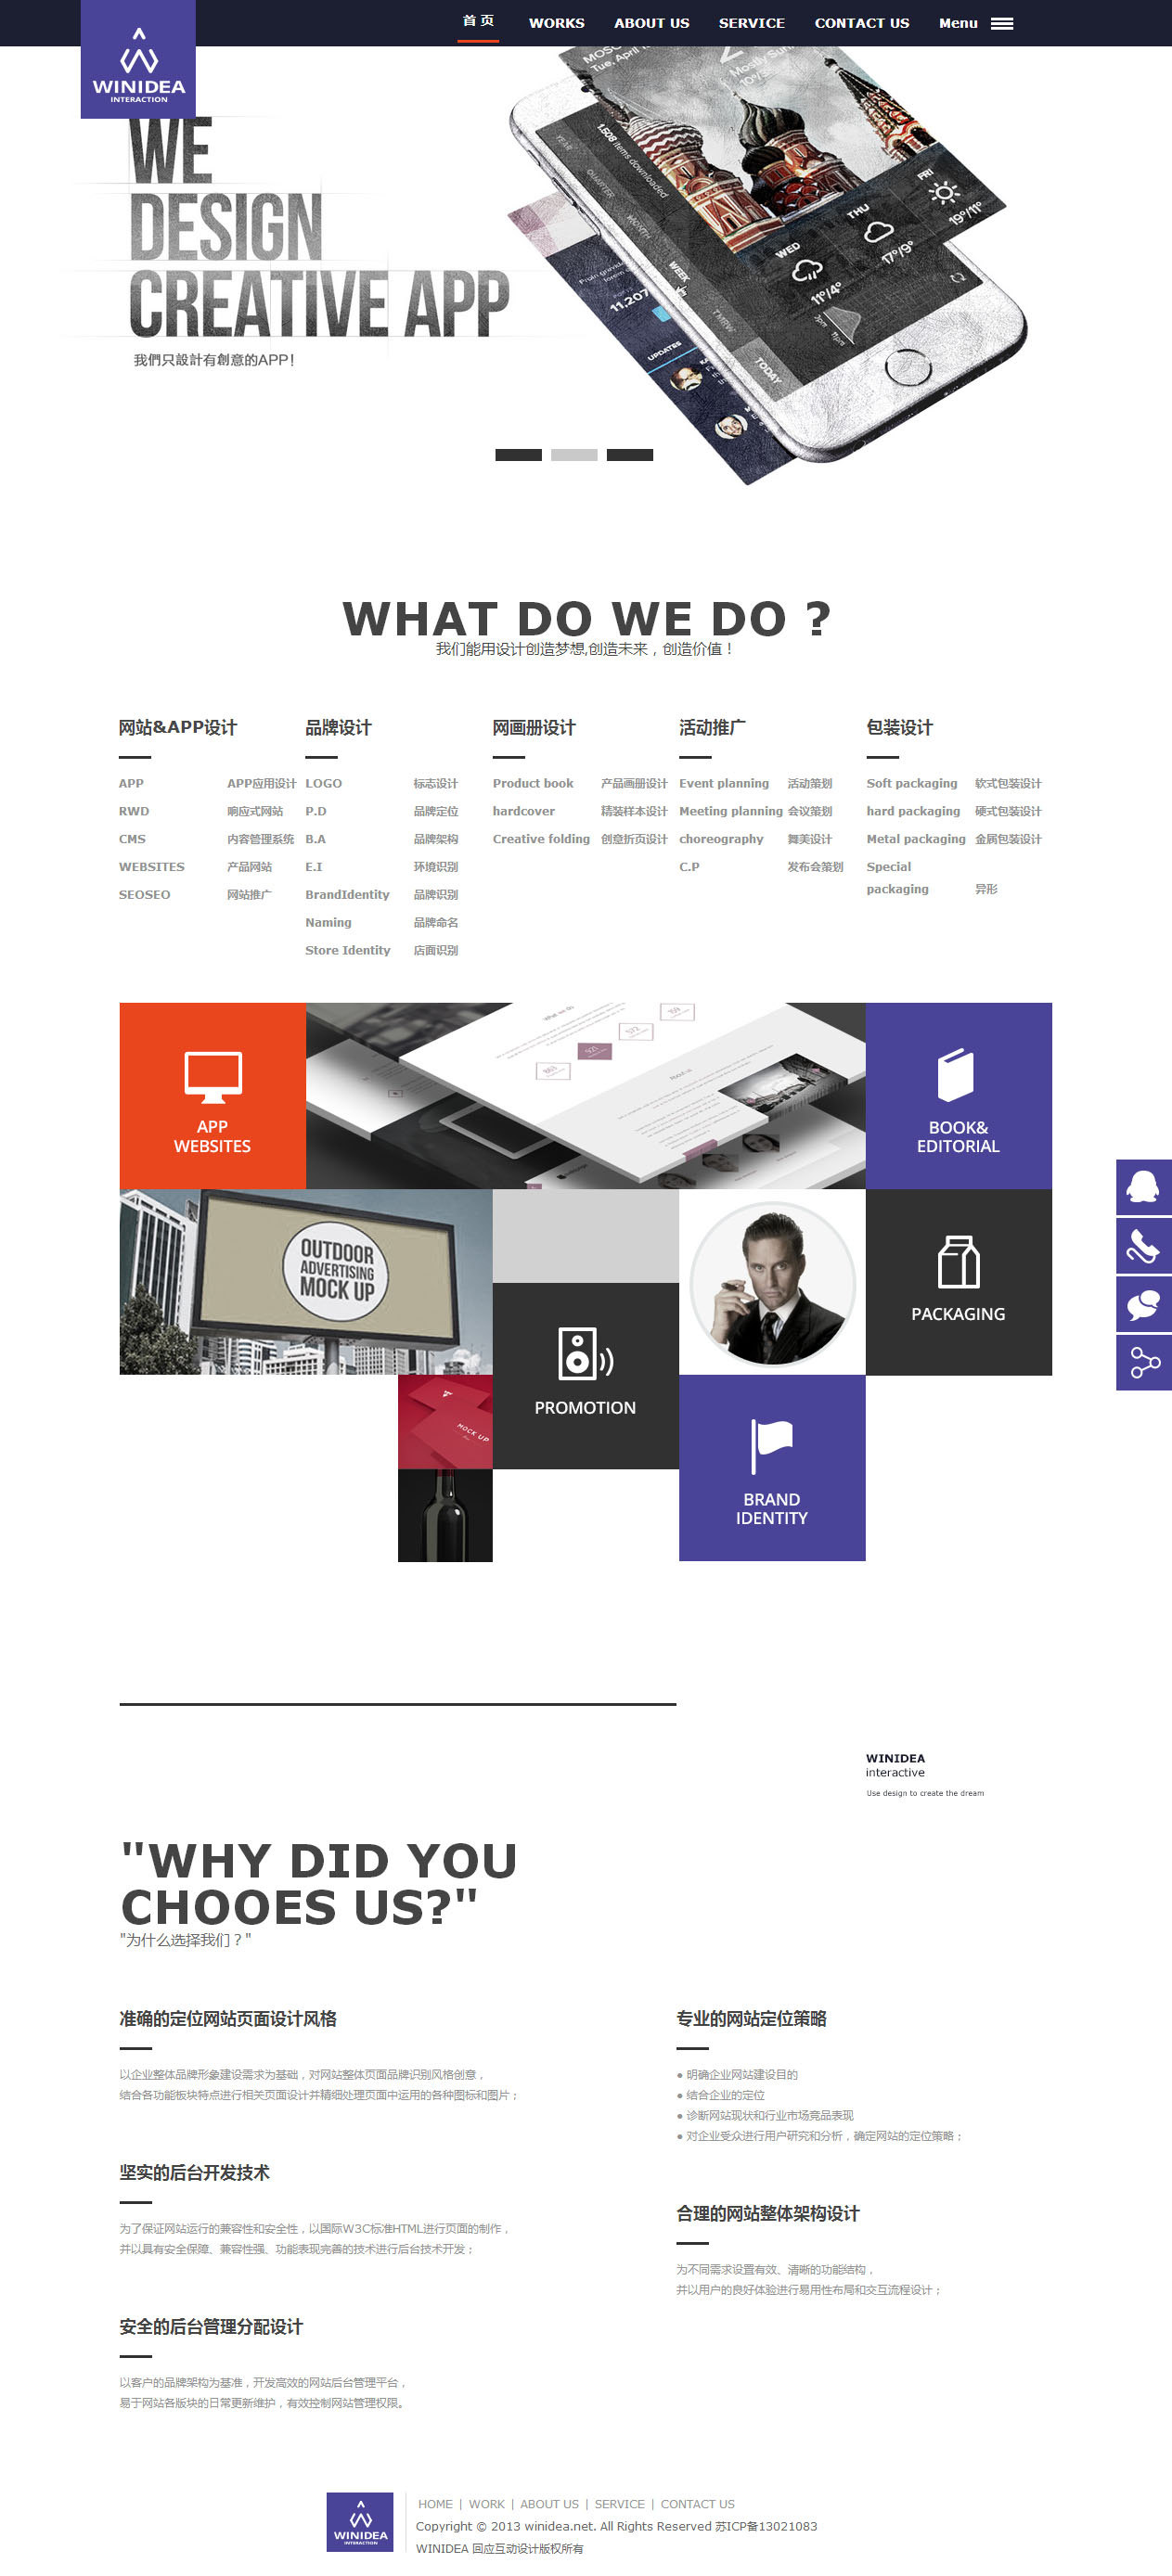 WINIDEA
INTERACTION
首 页
WORKS
ABOUT US
SERVICE
CONTACT US
Menu
WE
DESIGN
CREATIVE APP
我們只設計有創意的APP!
1,508 items downloaded
YEAR
QUARTER
MONTH
WEEK
TODAY
WED
11°/4°
THU
17°/9°
FRI
19°/11°
11,207
UPDATES
WHAT DO WE DO ?
我们能用设计创造梦想,创造未来，创造价值！
网站&APP设计
APP APP应用设计
RWD 响应式网站
CMS 内容管理系统
WEBSITES 产品网站
SEOSEO 网站推广
品牌设计
LOGO 标志设计
P.D 品牌定位
B.A 品牌架构
E.I 环境识别
BrandIdentity 品牌识别
Naming 品牌命名
Store Identity 店面识别
网画册设计
Product book 产品画册设计
hardcover 精装样本设计
Creative folding 创意折页设计
活动推广
Event planning 活动策划
Meeting planning 会议策划
choreography 舞美设计
C.P 发布会策划
包装设计
Soft packaging 软式包装设计
hard packaging 硬式包装设计
Metal packaging 金属包装设计
Special
packaging 异形
APP
WEBSITES
BOOK&
EDITORIAL
OUTDOOR
ADVERTISING
MOCK UP
PACKAGING
PROMOTION
MOCK UP
BRAND
IDENTITY
WINIDEA
interactive
Use design to create the dream
"WHY DID YOU
CHOOES US?"
"为什么选择我们？"
准确的定位网站页面设计风格
以企业整体品牌形象建设需求为基础，对网站整体页面品牌识别风格创意，
结合各功能板块特点进行相关页面设计并精细处理页面中运用的各种图标和图片；
坚实的后台开发技术
为了保证网站运行的兼容性和安全性，以国际W3C标准HTML进行页面的制作，
并以具有安全保障、兼容性强、功能表现完善的技术进行后台技术开发；
安全的后台管理分配设计
以客户的品牌架构为基准，开发高效的网站后台管理平台，
易于网站各版块的日常更新维护，有效控制网站管理权限。
专业的网站定位策略
● 明确企业网站建设目的
● 结合企业的定位
● 诊断网站现状和行业市场竞品表现
● 对企业受众进行用户研究和分析，确定网站的定位策略；
合理的网站整体架构设计
为不同需求设置有效、清晰的功能结构，
并以用户的良好体验进行易用性布局和交互流程设计；
WINIDEA
INTERACTION
HOME | WORK | ABOUT US | SERVICE | CONTACT US
Copyright © 2013 winidea.net. All Rights Reserved 苏ICP备13021083
WINIDEA 回应互动设计版权所有